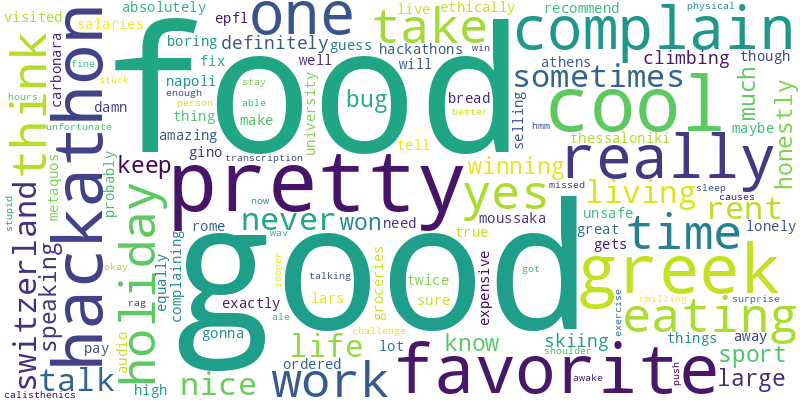 visited
salaries
absolutely
epfl
one
take
live
ethically
recommend
physical
complain
boring
definitely
guess
hackathons
win
athens
climbing
though
think
carbonara
fix
well
will
sometimes
food
napoli
bug
bread
much
hours
fine
stuck
damn
thing
university
stay
enough
able
person
make
better
selling
cool
maybe
honestly
unfortunate
amazing
tell
hmm
thessaloniki
hackathon
metaquos
probably
gino
transcription
keep
pretty
winning
really
missed
sleep
causes
switzerland
speaking
holiday
yes
living
rent
never
now
won
need
moussaka
unsafe
stupid
rome
true
great
time
lonely
wav
good
gets
greek
okay
equally
complaining
sooner
talking
groceries
twice
got
expensive
chilling
surprise
rag
exactly
lars
sure
eating
exercise
pay
audio
gonna
ale
challenge
life
know
skiing
things
away
talk
lot
shoulder
sport
high
nice
ordered
work
favorite
awake
push
large
calisthenics